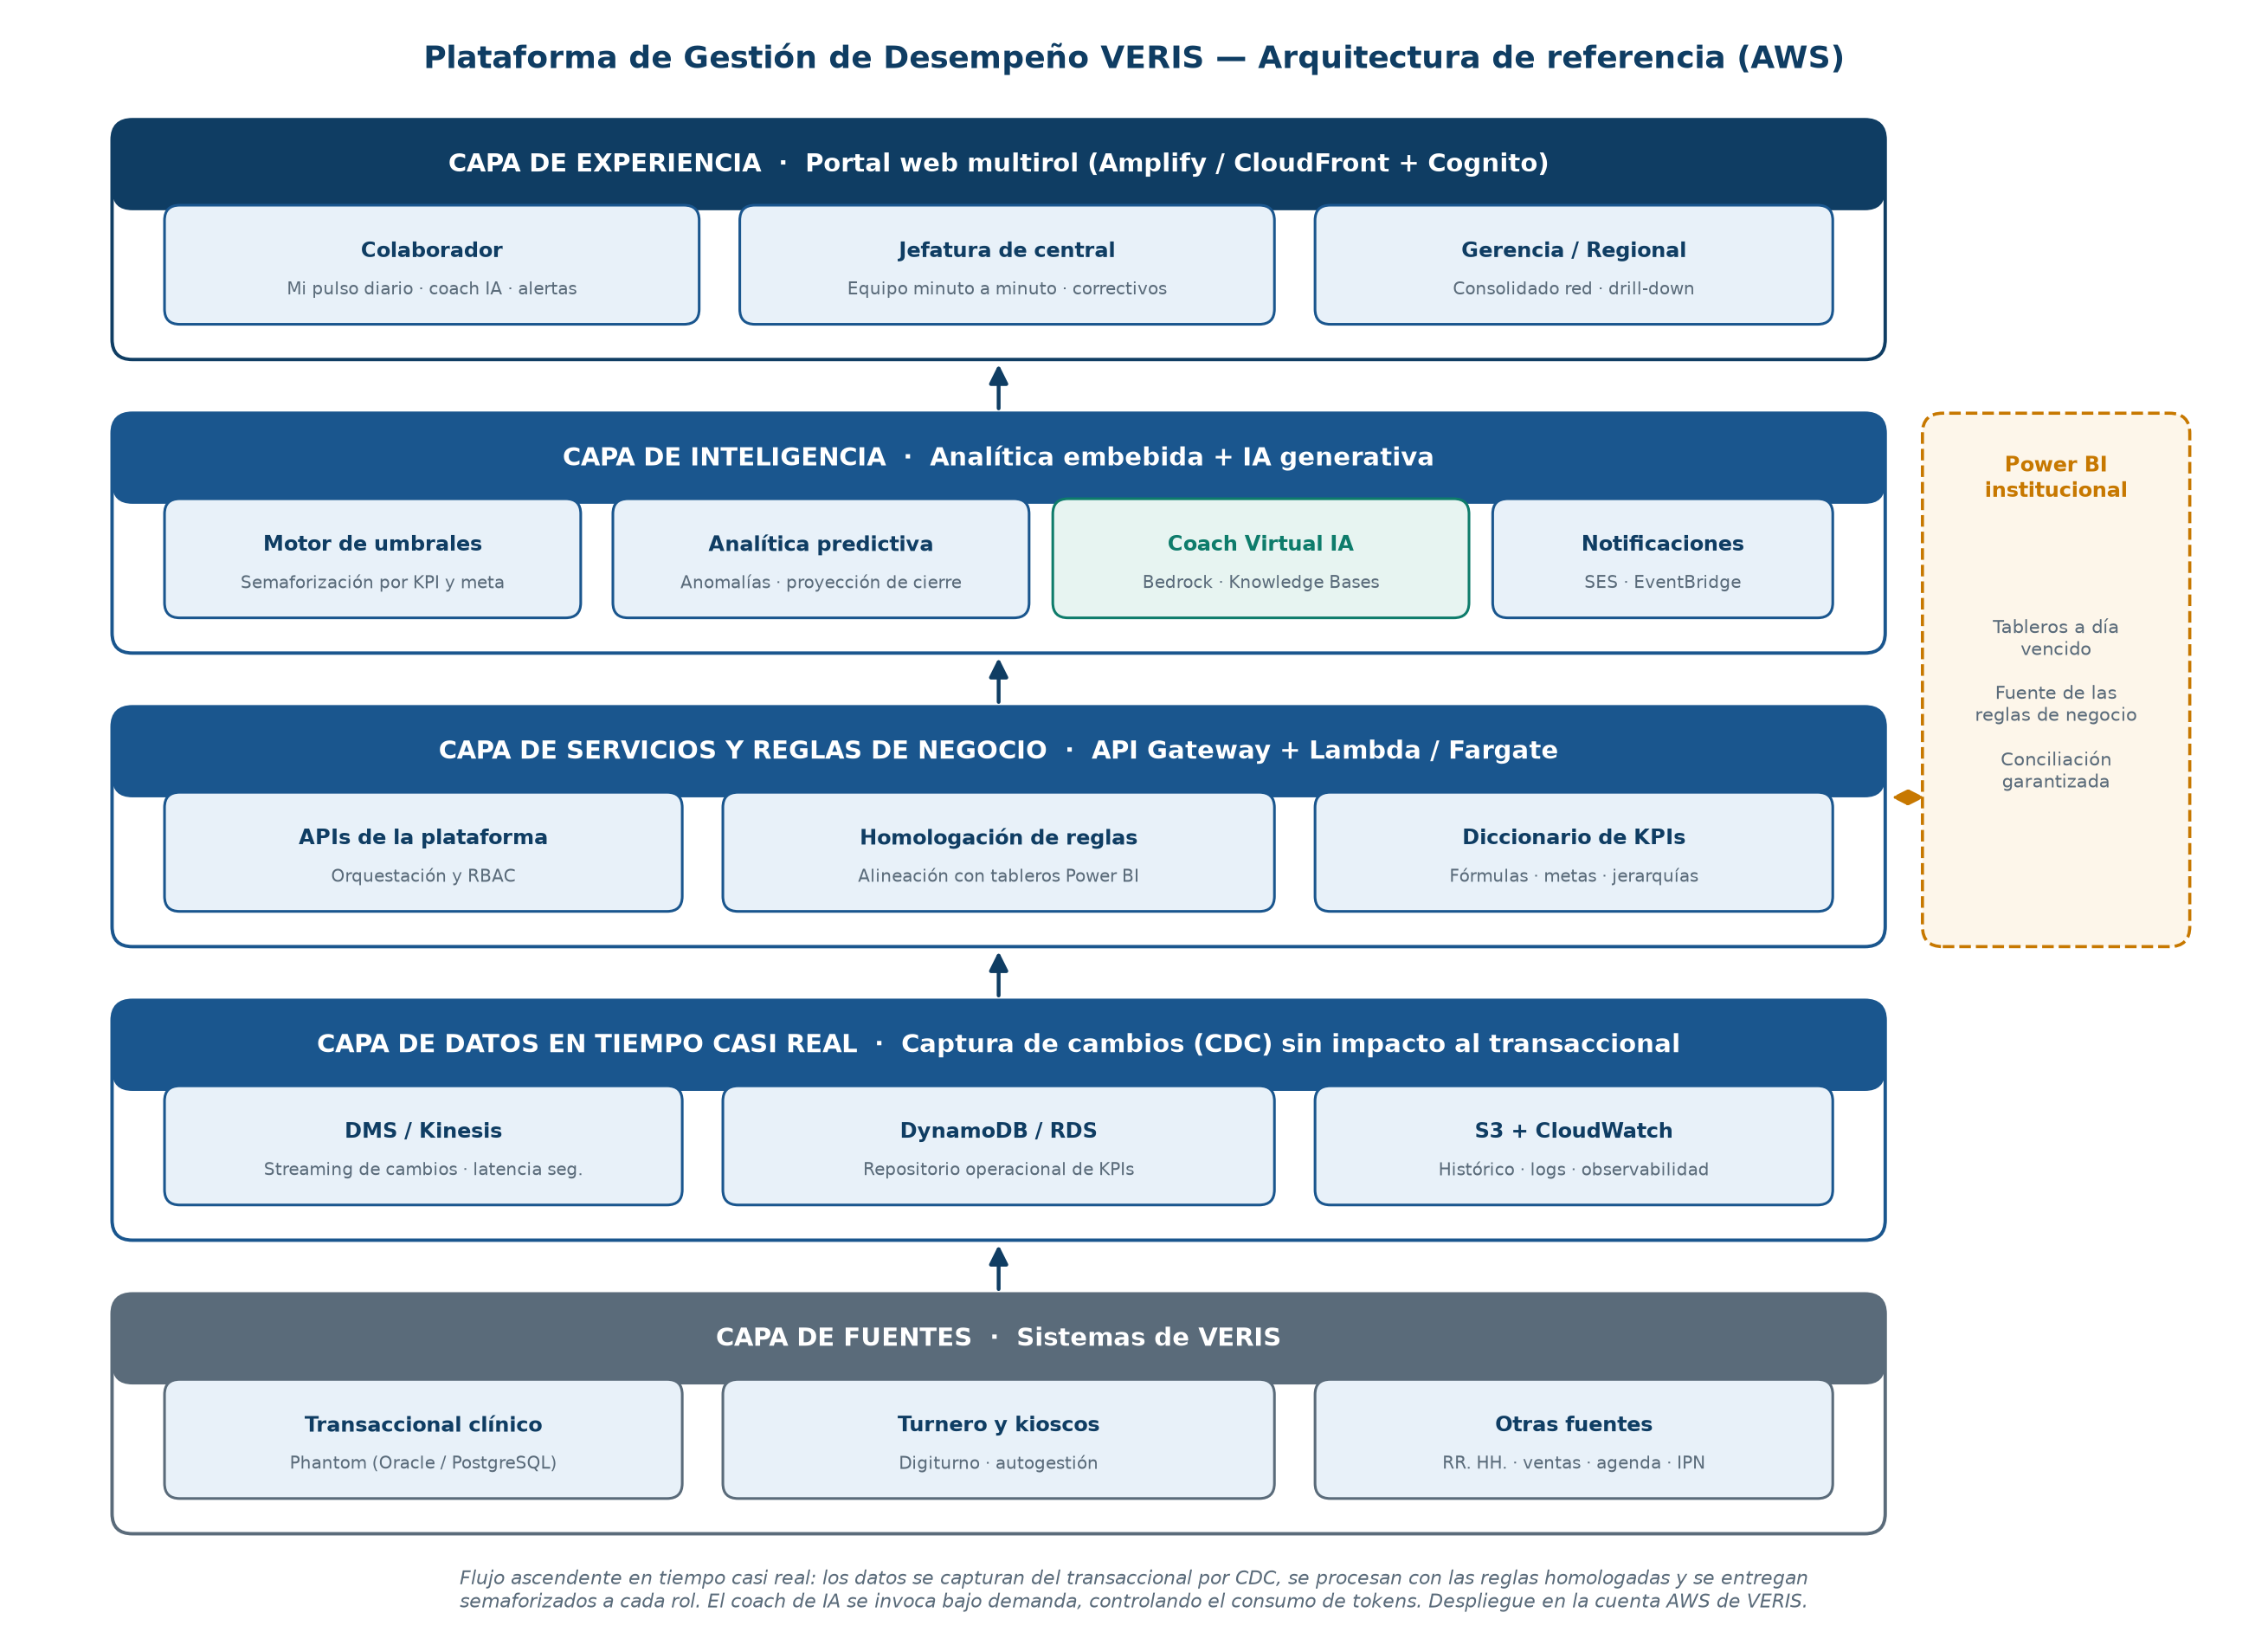 Plataforma de Gestión de Desempeño VERIS — Arquitectura de referencia (AWS)
CAPA DE EXPERIENCIA · Portal web multirol (Amplify / CloudFront + Cognito)
Colaborador
Mi pulso diario · coach IA · alertas
Jefatura de central
Equipo minuto a minuto · correctivos
Gerencia / Regional
Consolidado red · drill-down
CAPA DE INTELIGENCIA · Analítica embebida + IA generativa
Motor de umbrales
Semaforización por KPI y meta
Analítica predictiva
Anomalías · proyección de cierre
Coach Virtual IA
Bedrock · Knowledge Bases
Notificaciones
SES · EventBridge
Power BI
institucional
Tableros a día
vencido
Fuente de las
reglas de negocio
Conciliación
garantizada
CAPA DE SERVICIOS Y REGLAS DE NEGOCIO · API Gateway + Lambda / Fargate
APIs de la plataforma
Orquestación y RBAC
Homologación de reglas
Alineación con tableros Power BI
Diccionario de KPIs
Fórmulas · metas · jerarquías
CAPA DE DATOS EN TIEMPO CASI REAL · Captura de cambios (CDC) sin impacto al transaccional
DMS / Kinesis
Streaming de cambios · latencia seg.
DynamoDB / RDS
Repositorio operacional de KPIs
S3 + CloudWatch
Histórico · logs · observabilidad
CAPA DE FUENTES · Sistemas de VERIS
Transaccional clínico
Phantom (Oracle / PostgreSQL)
Turnero y kioscos
Digiturno · autogestión
Otras fuentes
RR. HH. · ventas · agenda · IPN
Flujo ascendente en tiempo casi real: los datos se capturan del transaccional por CDC, se procesan con las reglas homologadas y se entregan
semaforizados a cada rol. El coach de IA se invoca bajo demanda, controlando el consumo de tokens. Despliegue en la cuenta AWS de VERIS.